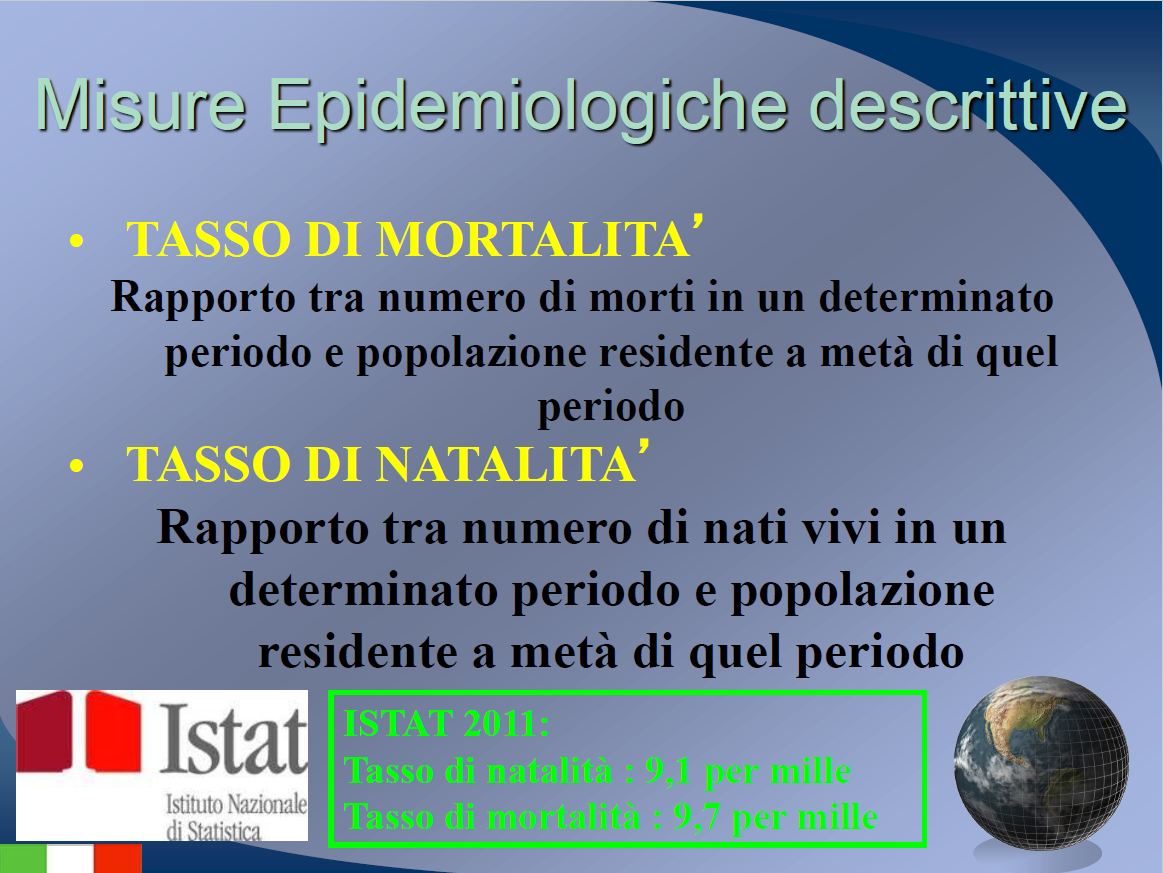 Misure Epidemiologiche descrittive
• TASSO DI MORTALITA’
Rapporto tra numero di morti in un determinato
periodo e popolazione residente a metà di quel
periodo
• TASSO DI NATALITA’
Rapporto tra numero di nati vivi in un
determinato periodo e popolazione
residente a metà di quel periodo
Istat
Istituto Nazionale
di Statistica
ISTAT 2011:
Tasso di natalità : 9,1 per mille
Tasso di mortalità : 9,7 per mille